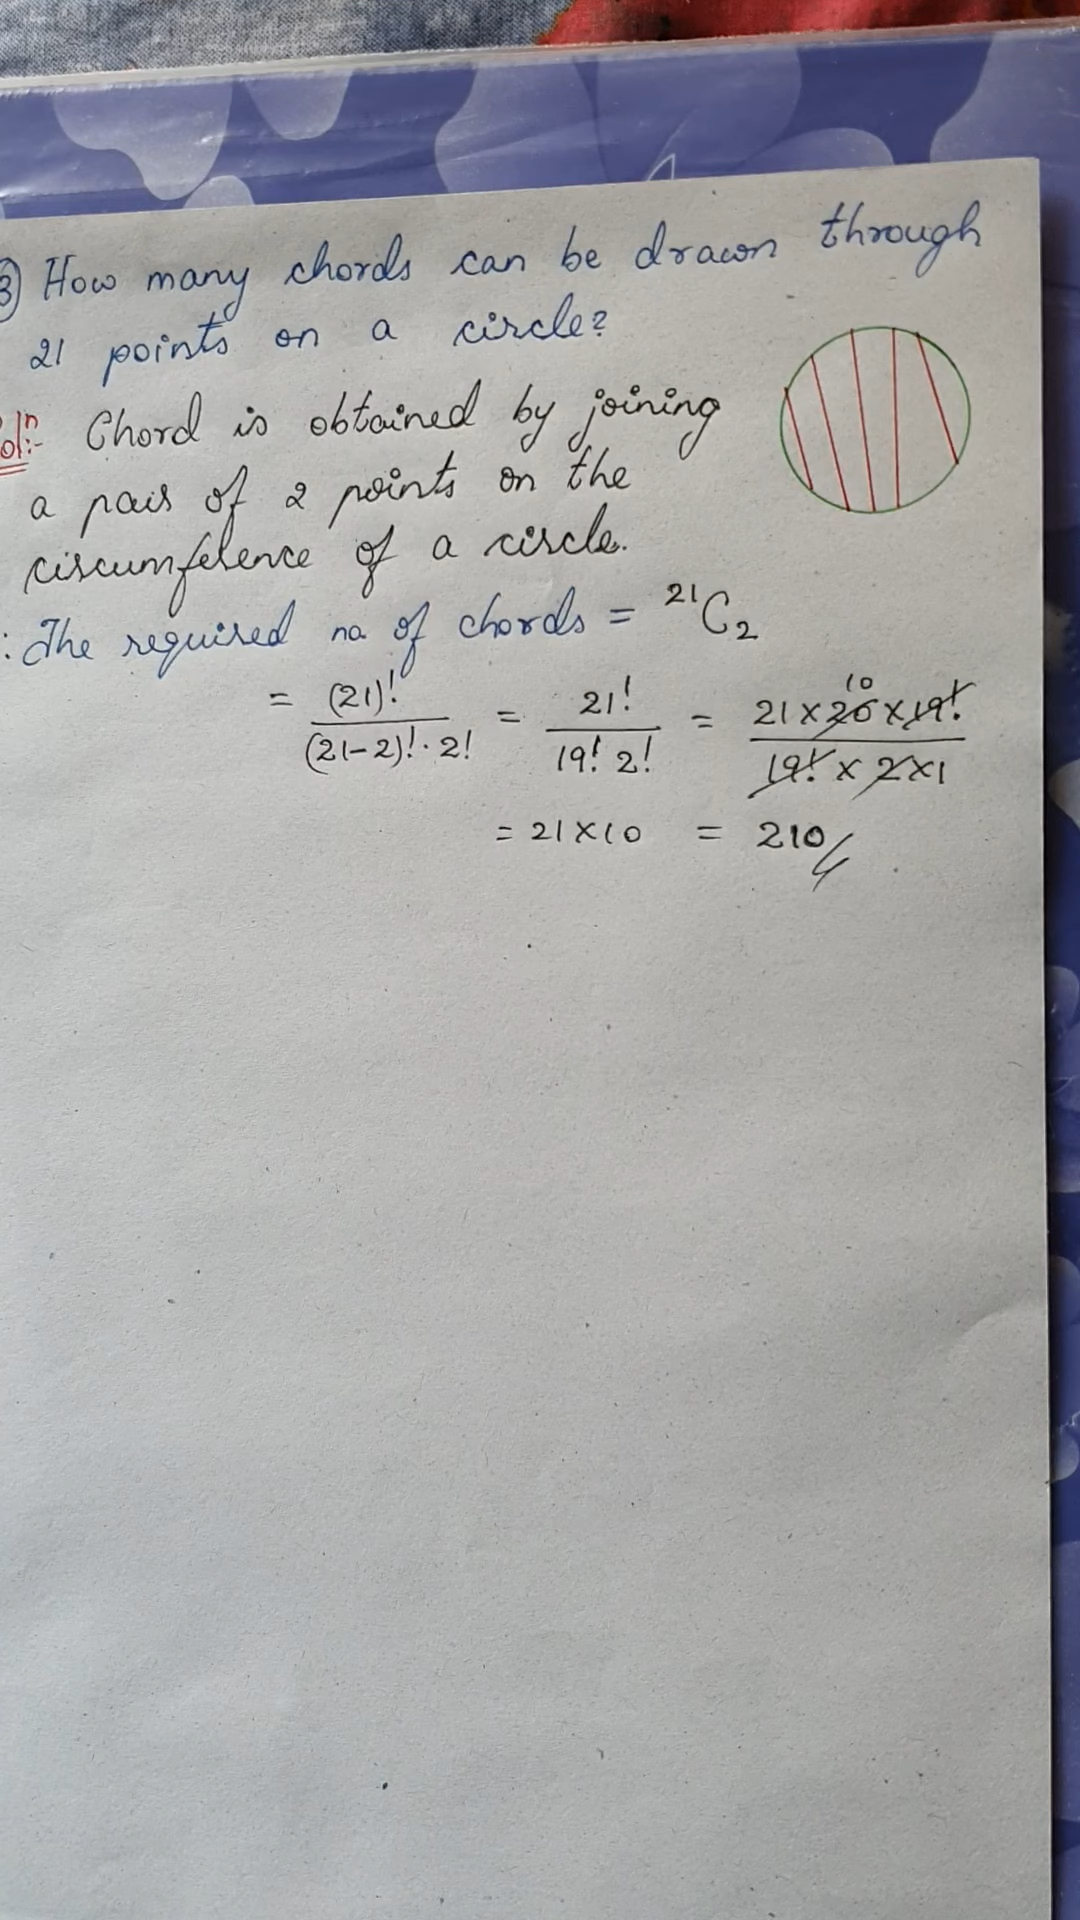 3) How many chords can be drawn through
21 points on a circle?
Solⁿ:- Chord is obtained by joining
a pair of 2 points on the
circumference of a circle.
: The required no. of chords = ²¹C₂
= (21)! / (21-2)! · 2! = 21! / 19! 2! = 21 × 20 10 × 19! / 19! × 2 × 1
= 21 × 10 = 210